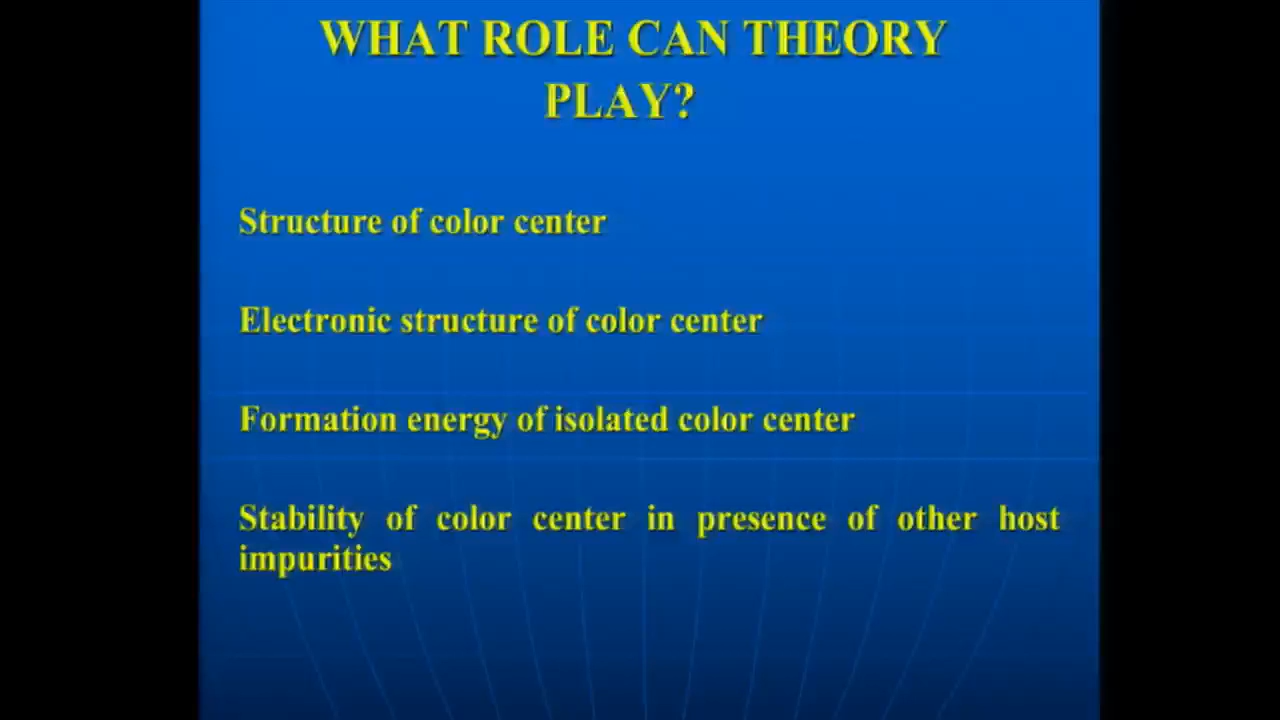 WHAT ROLE CAN THEORY
PLAY?
Structure of color center
Electronic structure of color center
Formation energy of isolated color center
Stability of color center in presence of other host
impurities